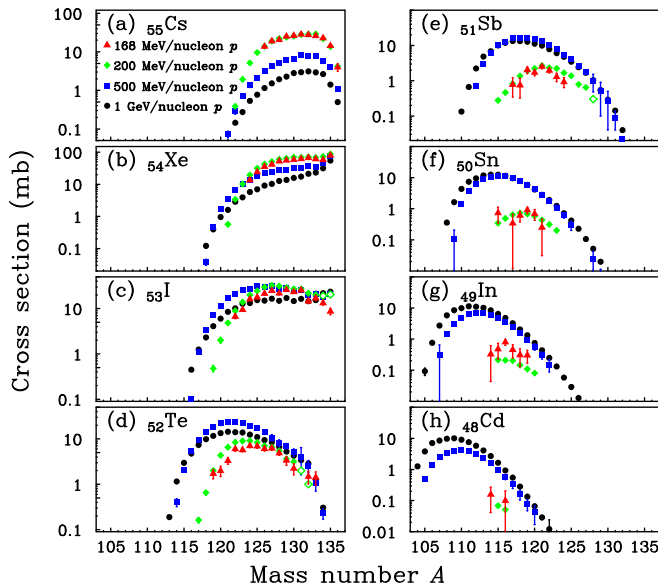 (a) 55Cs
168 MeV/nucleon p
200 MeV/nucleon p
500 MeV/nucleon p
1 GeV/nucleon p
100
10
1
0.1
(b) 54Xe
100
10
1
0.1
(c) 53I
10
1
0.1
(d) 52Te
10
1
0.1
105 110 115 120 125 130 135
(e) 51Sb
10
1
0.1
(f) 50Sn
10
1
0.1
(g) 49In
10
1
0.1
(h) 48Cd
10
1
0.1
0.01
105 110 115 120 125 130 135
Cross section (mb)
Mass number A